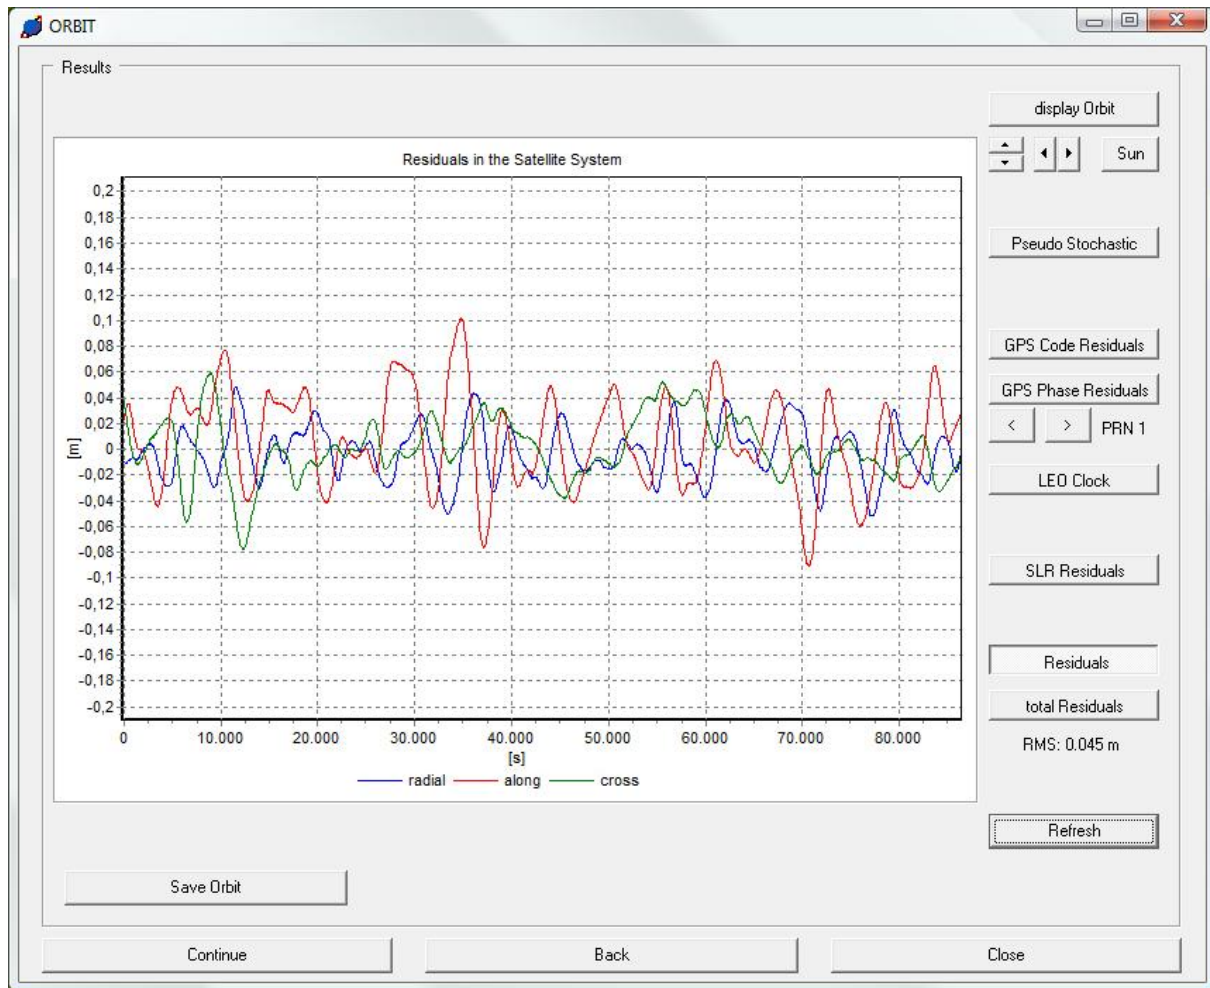 ORBIT
Results
display Orbit
Sun
Pseudo Stochastic
GPS Code Residuals
GPS Phase Residuals
< > PRN 1
LEO Clock
SLR Residuals
Residuals
total Residuals
RMS: 0.045 m
Refresh
Residuals in the Satellite System
0,2
0,18
0,16
0,14
0,12
0,1
0,08
0,06
0,04
0,02
0
-0,02
-0,04
-0,06
-0,08
-0,1
-0,12
-0,14
-0,16
-0,18
-0,2
[m]
0 10.000 20.000 30.000 40.000 50.000 60.000 70.000 80.000
[s]
radial along cross
Save Orbit
Continue Back Close